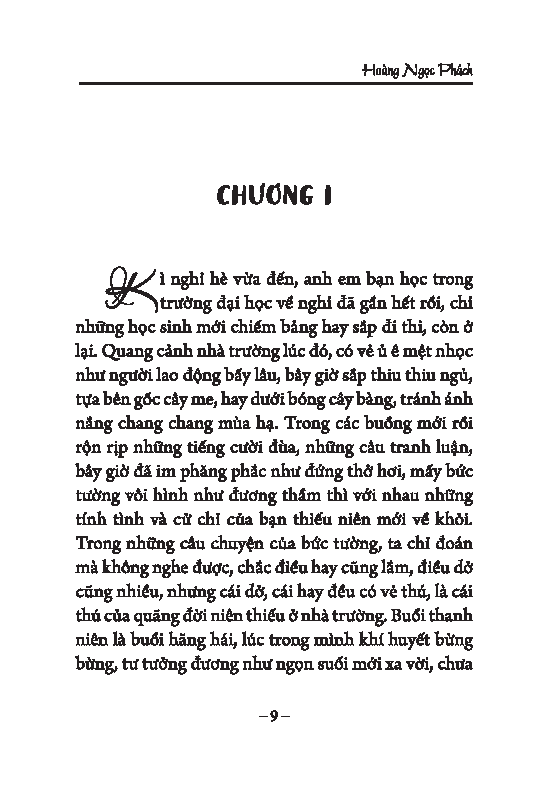 Hoàng Ngọc Phách
CHƯƠNG I
Kì nghỉ hè vừa đến, anh em bạn học trong
trường đại học về nghỉ đã gần hết rồi, chỉ
những học sinh mới chiếm bảng hay sắp đi thi, còn ở
lại. Quang cảnh nhà trường lúc đó, có vẻ ủ ê mệt nhọc
như người lao động bấy lâu, bây giờ sắp thiu thiu ngủ,
tựa bên gốc cây me, hay dưới bóng cây bàng, tránh ánh
nắng chang chang mùa hạ. Trong các buồng mới rồi
rộn rịp những tiếng cười đùa, những câu tranh luận,
bây giờ đã im phăng phắc như đứng thở hơi, mấy bức
tường vôi hình như đương thầm thì với nhau những
tính tình và cử chỉ của bạn thiếu niên mới về khỏi.
Trong những câu chuyện của bức tường, ta chỉ đoán
mà không nghe được, chắc điều hay cũng lắm, điều dở
cũng nhiều, nhưng cái dở, cái hay đều có vẻ thú, là cái
thú của quãng đời niên thiếu ở nhà trường. Buổi thanh
niên là buổi hăng hái, lúc trong mình khí huyết bừng
bừng, tư tưởng đương như ngọn suối mới xa vời, chưa
– 9 –